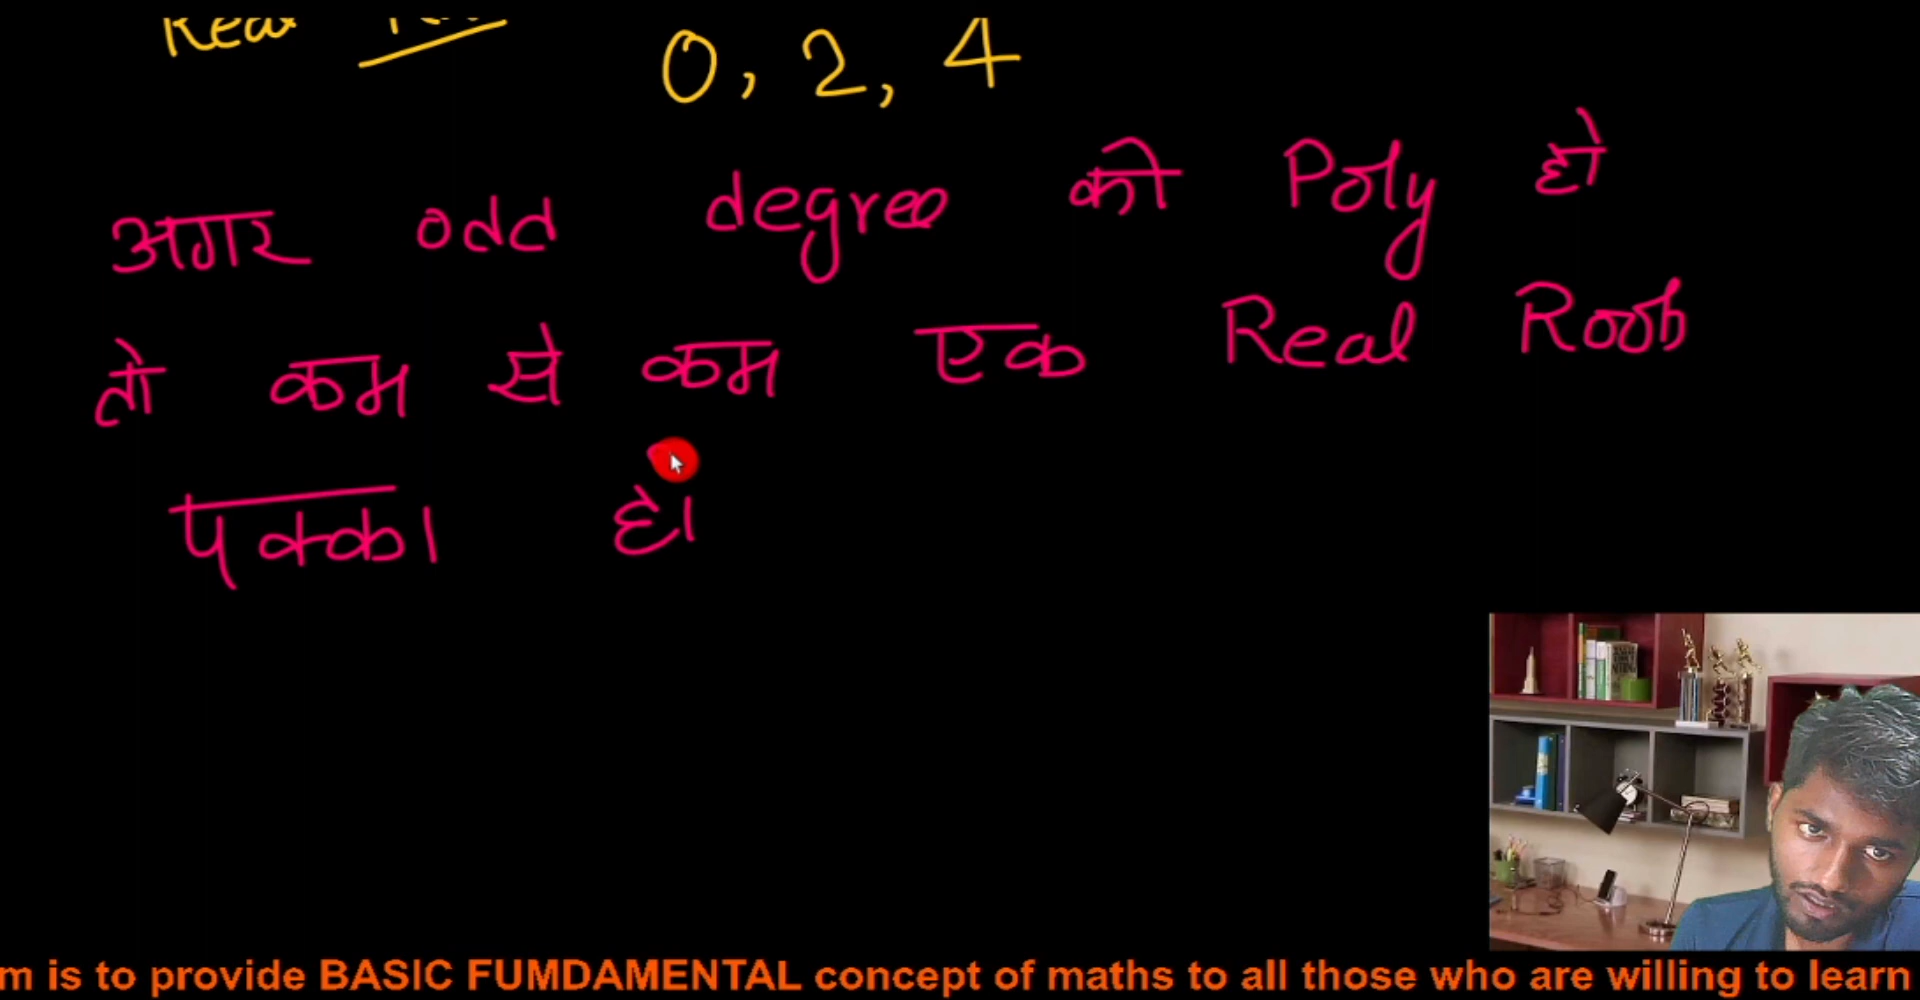 Real
0, 2, 4
अगर odd degree की Poly हो
तो कम से कम एक Real Root
पक्का हो
m is to provide BASIC FUMDAMENTAL concept of maths to all those who are willing to learn